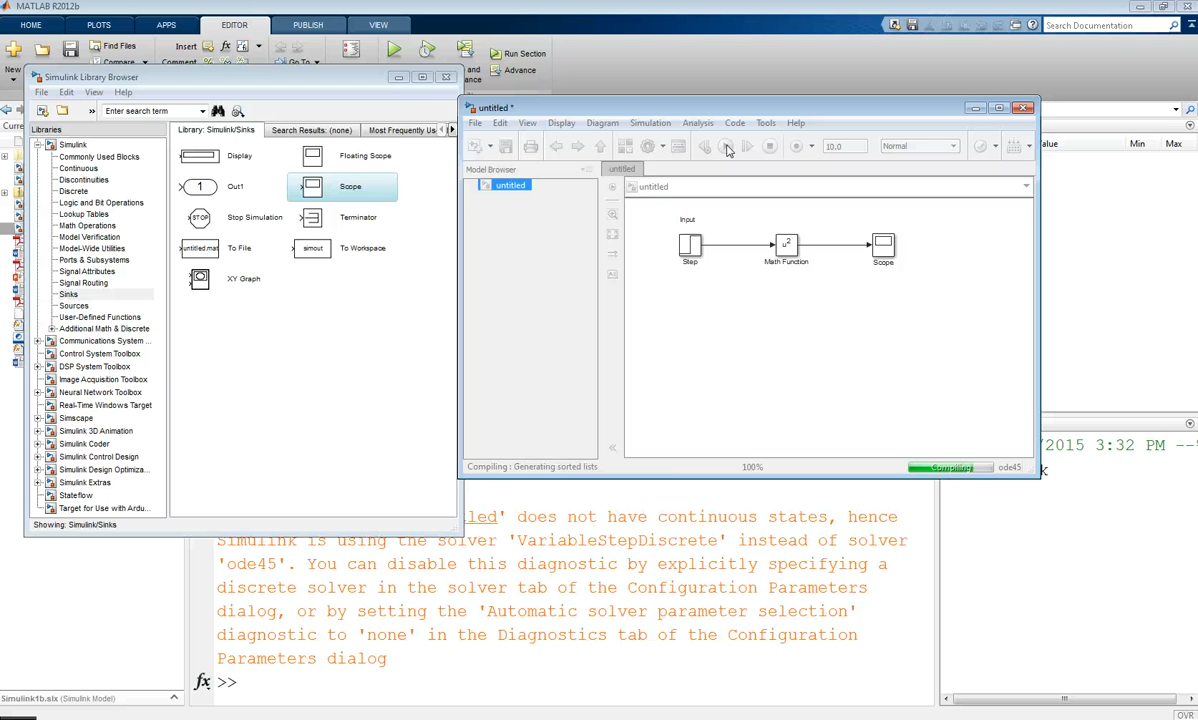 MATLAB R2012b
HOME
PLOTS
APPS
EDITOR
PUBLISH
VIEW
Search Documentation
New
Find Files
Compare
Insert
fx
Comment
Go To
Run Section
Advance
and
ance
Simulink Library Browser
File Edit View Help
» Enter search term
Libraries
Library: Simulink/Sinks
Search Results: (none)
Most Frequently Us
Simulink
Commonly Used Blocks
Continuous
Discontinuities
Discrete
Logic and Bit Operations
Lookup Tables
Math Operations
Model Verification
Model-Wide Utilities
Ports & Subsystems
Signal Attributes
Signal Routing
Sinks
Sources
User-Defined Functions
Additional Math & Discrete
Communications System ...
Control System Toolbox
DSP System Toolbox
Image Acquisition Toolbox
Neural Network Toolbox
Real-Time Windows Target
Simscape
Simulink 3D Animation
Simulink Coder
Simulink Control Design
Simulink Design Optimiza...
Simulink Extras
Stateflow
Target for Use with Ardu...
Display
Floating Scope
1
Out1
Scope
STOP
Stop Simulation
Terminator
untitled.mat
To File
simout
To Workspace
XY Graph
Showing: Simulink/Sinks
untitled *
File Edit View Display Diagram Simulation Analysis Code Tools Help
10.0
Normal
Model Browser
untitled
untitled
untitled
Input
Step
u²
Math Function
Scope
Compiling : Generating sorted lists
100%
Compiling
ode45
Curre
alue
Min
Max
/2015 3:32 PM --%
k
led' does not have continuous states, hence
Simulink is using the solver 'VariableStepDiscrete' instead of solver
'ode45'. You can disable this diagnostic by explicitly specifying a
discrete solver in the solver tab of the Configuration Parameters
dialog, or by setting the 'Automatic solver parameter selection'
diagnostic to 'none' in the Diagnostics tab of the Configuration
Parameters dialog
fx >>
Simulink1b.slx (Simulink Model)
OVR